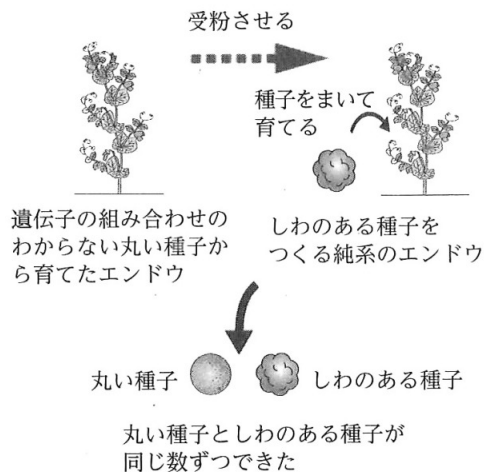 受粉させる
種子をまいて
育てる
遺伝子の組み合わせの
わからない丸い種子か
ら育てたエンドウ
しわのある種子を
つくる純系のエンドウ
丸い種子
しわのある種子
丸い種子としわのある種子が
同じ数ずつできた